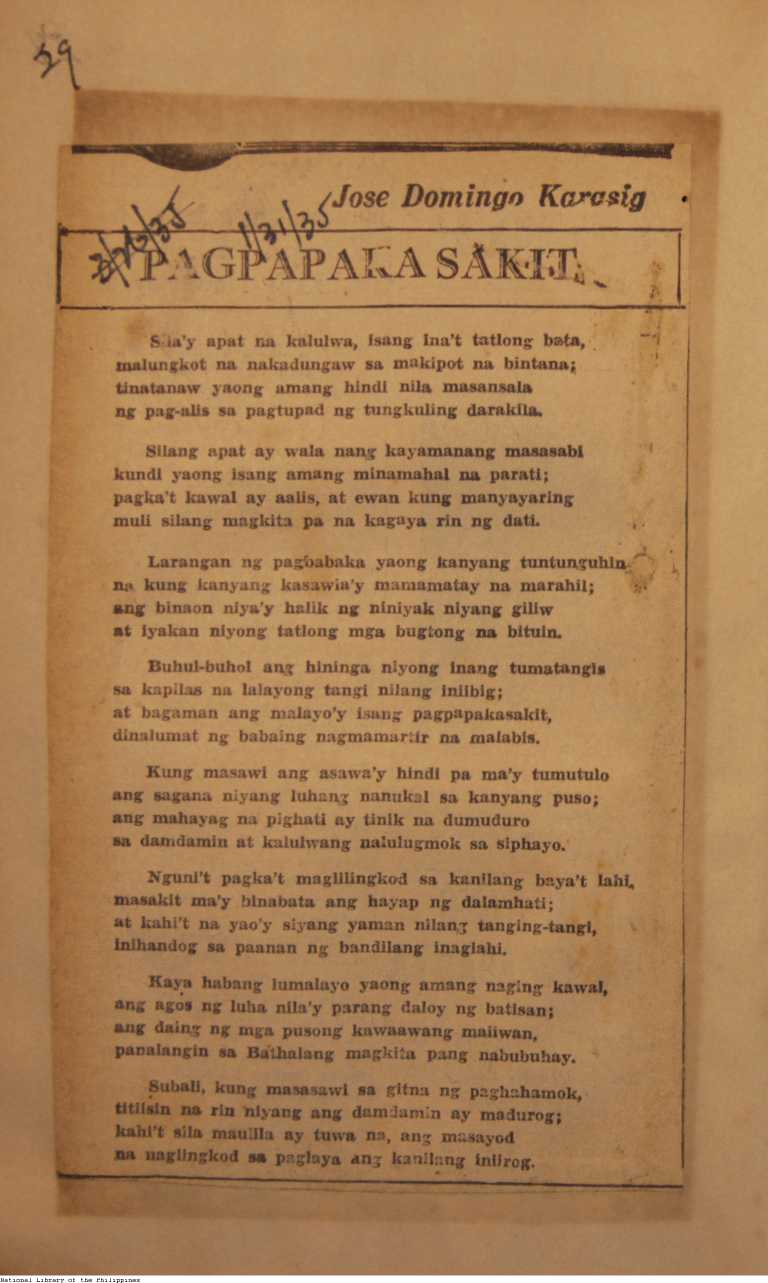 29
Jose Domingo Karasig
1/31/35
PAGPAPAKASAKIT
Sila'y apat na kalulwa, isang ina't tatlong bata,
malungkot na nakadungaw sa makipot na bintana;
tinatanaw yaong amang hindi nila masansala
ng pag-alis sa pagtupad ng tungkuling darakila.
Silang apat ay wala nang kayamanang masasabi
kundi yaong isang amang minamahal na parati;
pagka't kawal ay aalis, at ewan kung manyayaring
muli silang magkita pa na kagaya rin ng dati.
Larangan ng pagbabaka yaong kanyang tuntunguhin
na kung kanyang kasawia'y mamamatay na marahil;
ang binaon niya'y halik ng niniyak niyang giliw
at iyakan niyong tatlong mga bugtong na bituin.
Buhul-buhol ang hininga niyong inang tumatangis
sa kapilas na lalayong tangi nilang iniibig;
at bagaman ang malayo'y isang pagpapakasakit,
dinalumat ng babaing nagmamartir na malabis.
Kung masawi ang asawa'y hindi pa ma'y tumutulo
ang sagana niyang luhang nanukal sa kanyang puso;
ang mahayag na pighati ay tinik na dumuduro
sa damdamin at kalulwang nalulugmok sa siphayo.
Nguni't pagka't maglilingkod sa kanilang baya't lahi,
masakit ma'y binabata ang hayap ng dalamhati;
at kahi't na yao'y siyang yaman nilang tanging-tangi,
inihandog sa paanan ng bandilang inaglahi.
Kaya habang lumalayo yaong amang naging kawal,
ang agos ng luha nila'y parang daloy ng batisan;
ang daing ng mga pusong kawaawang maiiwan,
panalangin sa Bathalang magkita pang nabubuhay.
Subali, kung masasawi sa gitna ng paghahamok,
titiisin na rin niyang ang damdamin ay madurog;
kahi't sila maulila ay tuwa na, ang masayod
na naglingkod sa paglaya ang kanilang iniirog.
National Library of the Philippines